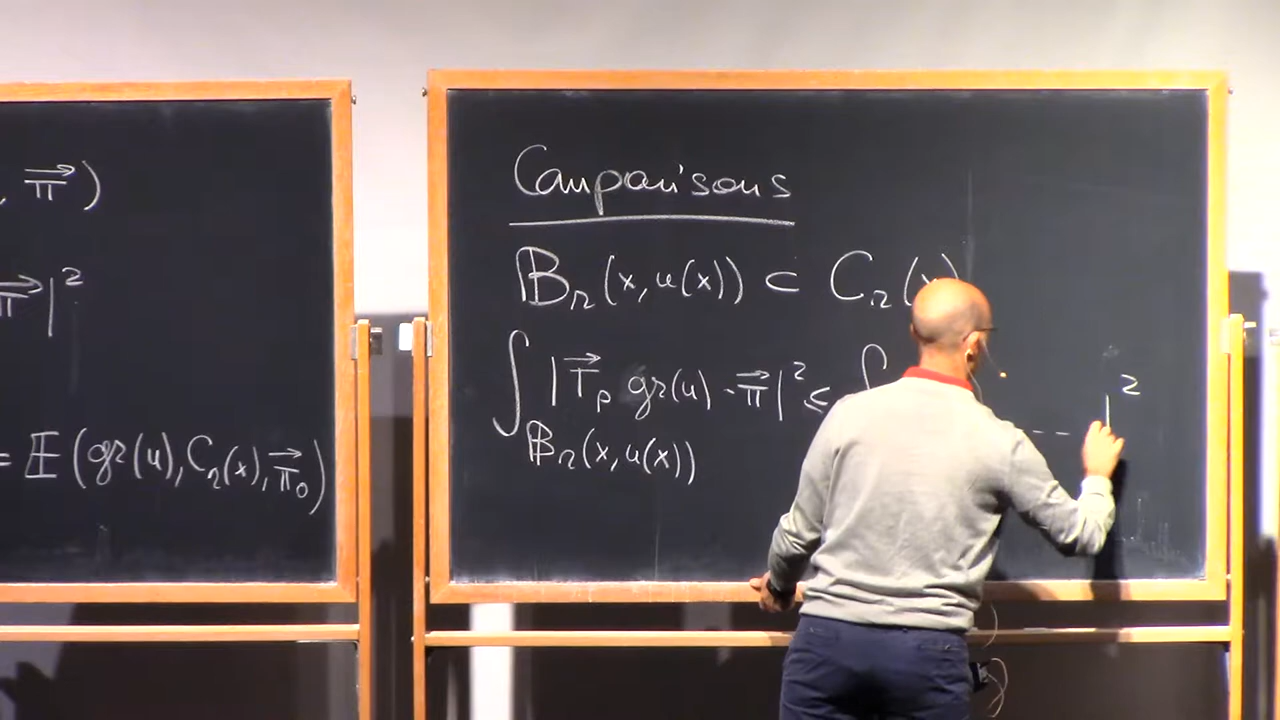 , π⃗ )
π⃗ |²
= 𝔼 (gr(u), C_r(x), π⃗₀)
Comparisons
𝔹_r(x, u(x)) ⊂ C_r(x)
∫ |T⃗_p gr(u) - π⃗|² ≤ ∫ -- |²
𝔹_r(x, u(x))